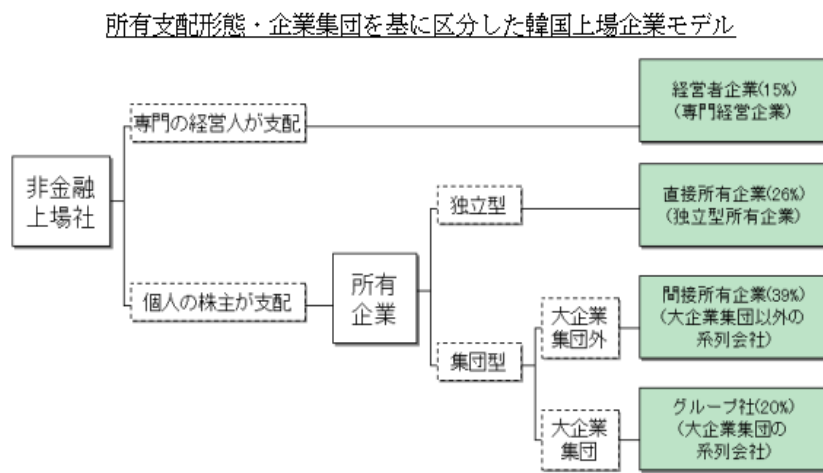 所有支配形態・企業集団を基に区分した韓国上場企業モデル
経営者企業(15%)
(専門経営企業)
専門の経営人が支配
非金融
上場社
直接所有企業(26%)
(独立型所有企業)
独立型
個人の株主が支配
所有
企業
間接所有企業(39%)
(大企業集団以外の
系列会社)
大企業
集団外
集団型
グループ社(20%)
(大企業集団の
系列会社)
大企業
集団